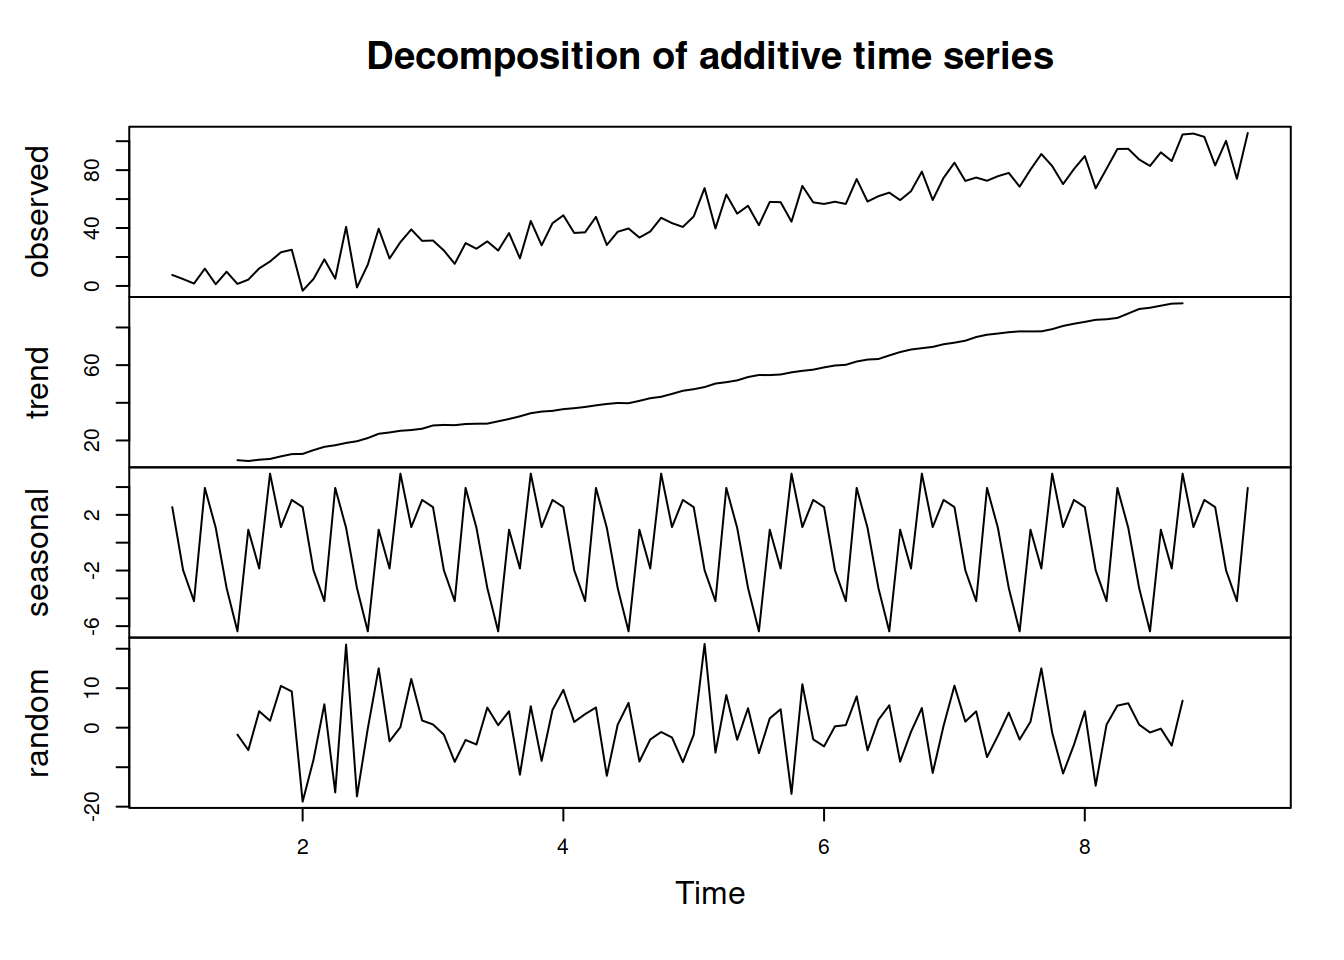 Decomposition of additive time series
observed
0 40 80
trend
20 60
seasonal
-6 -2 2
random
-20 0 10
2 4 6 8
Time